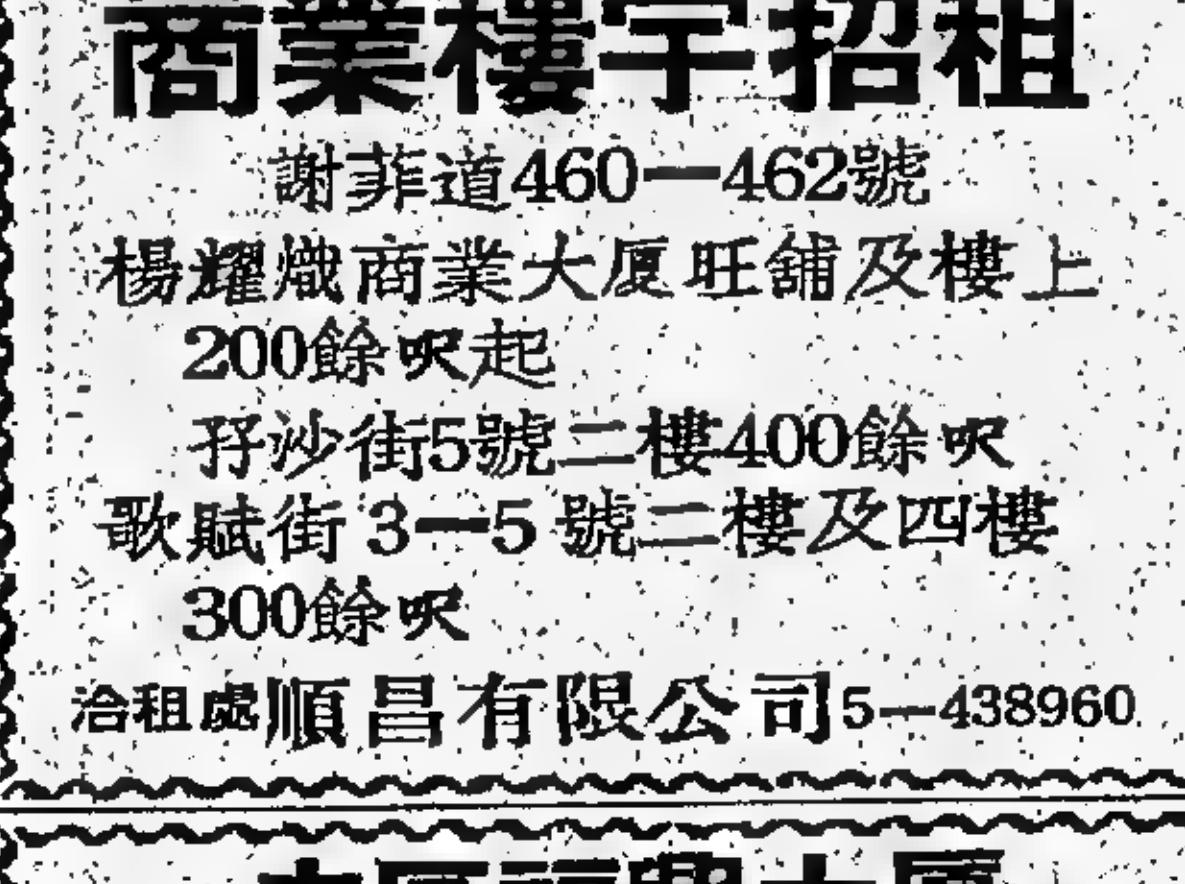 商業樓宇招租
謝菲道460—462號
楊耀熾商業大厦旺舖及樓上
200餘呎起
孖沙街5號二樓400餘呎
歌賦街3—5號二樓及四樓
300餘呎
洽租處順昌有限公司5—438960